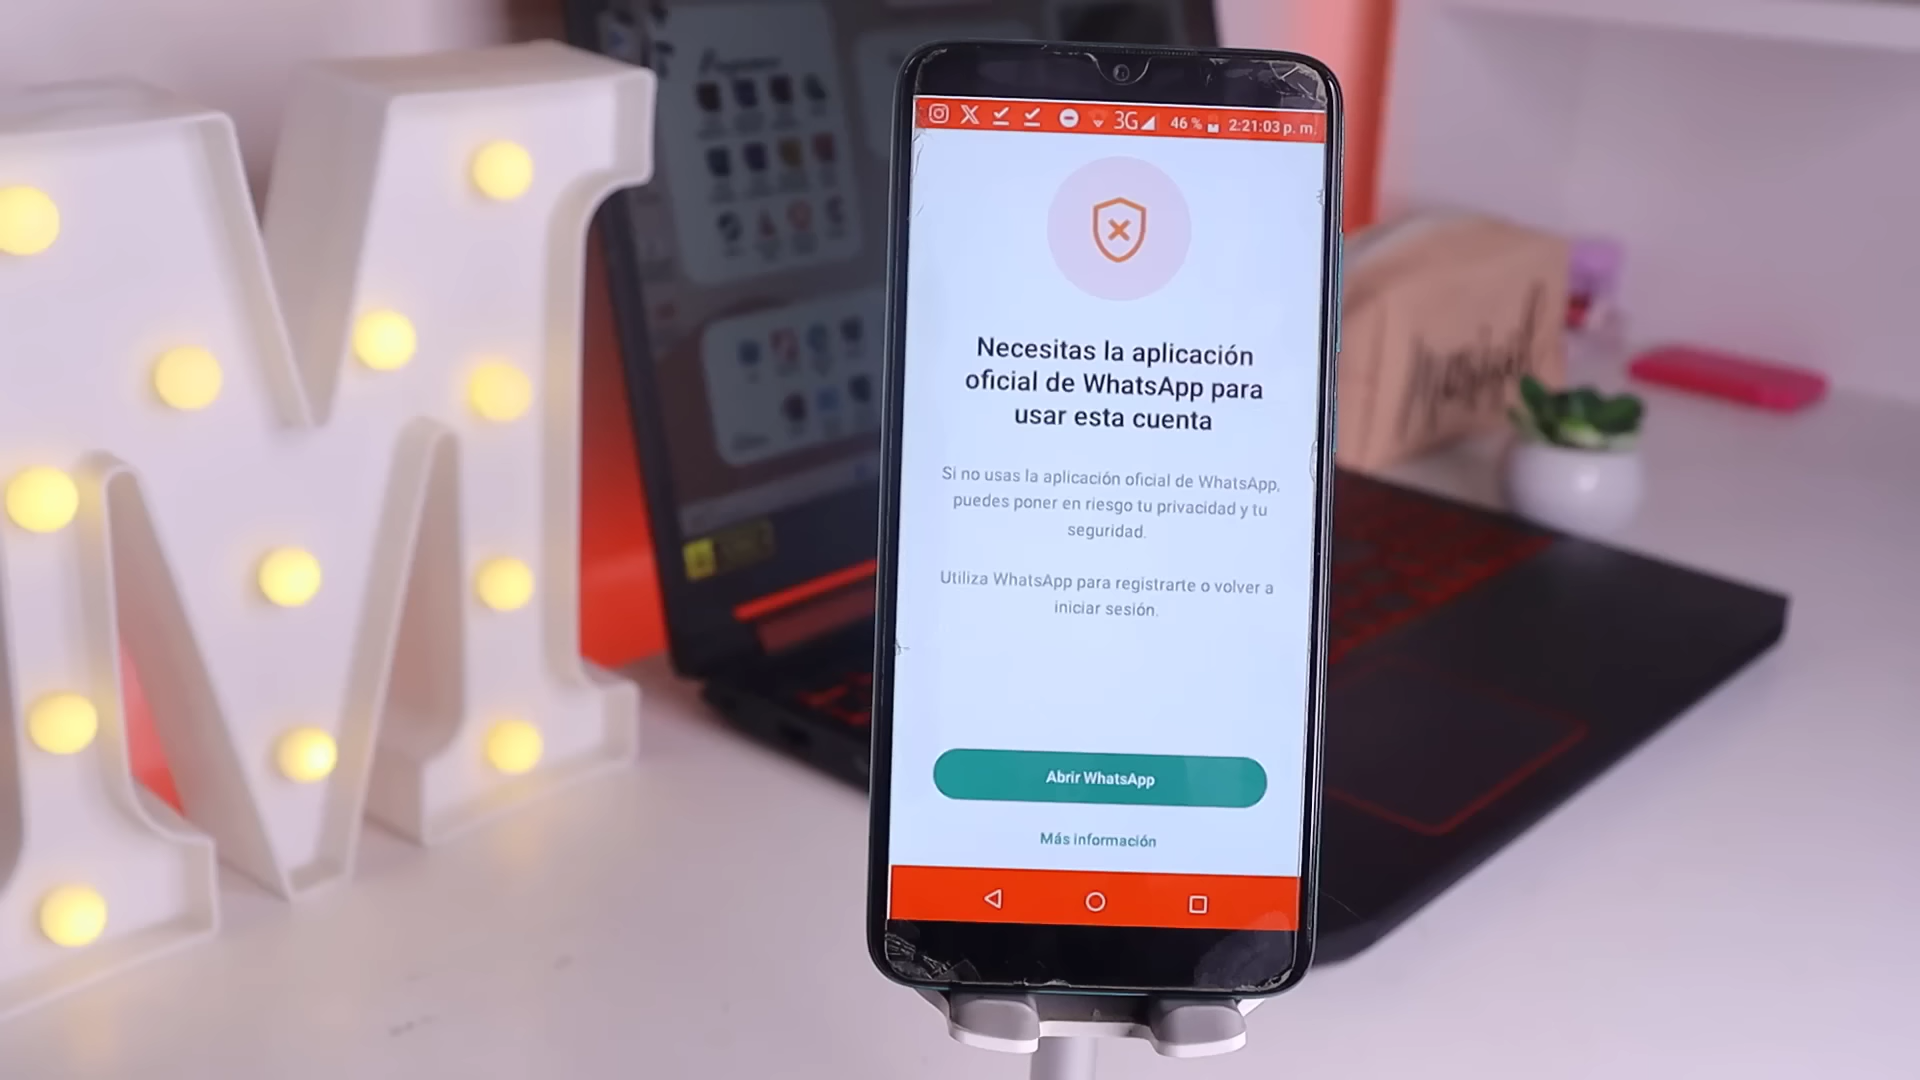 3G 46 % 2:21:03 p. m.
Necesitas la aplicación
oficial de WhatsApp para
usar esta cuenta
Si no usas la aplicación oficial de WhatsApp,
puedes poner en riesgo tu privacidad y tu
seguridad.
Utiliza WhatsApp para registrarte o volver a
iniciar sesión.
Abrir WhatsApp
Más información
M